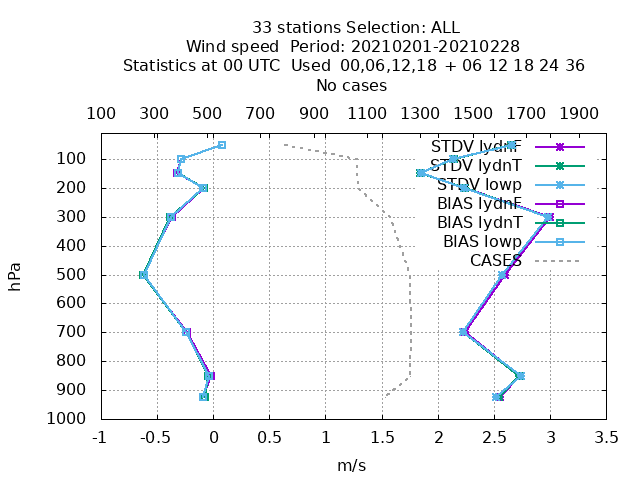 33 stations Selection: ALL
Wind speed  Period: 20210201-20210228
Statistics at 00 UTC  Used  00,06,12,18  + 06 12 18 24 36
No cases
100 300 500 700 900 1100 1300 1500 1700 1900
STDV lydnF
STDV lydnT
STDV lowp
BIAS lydnF
BIAS lydnT
BIAS lowp
CASES
100
200
300
400
500
600
700
800
900
1000
hPa
-1 -0.5 0 0.5 1 1.5 2 2.5 3 3.5
m/s